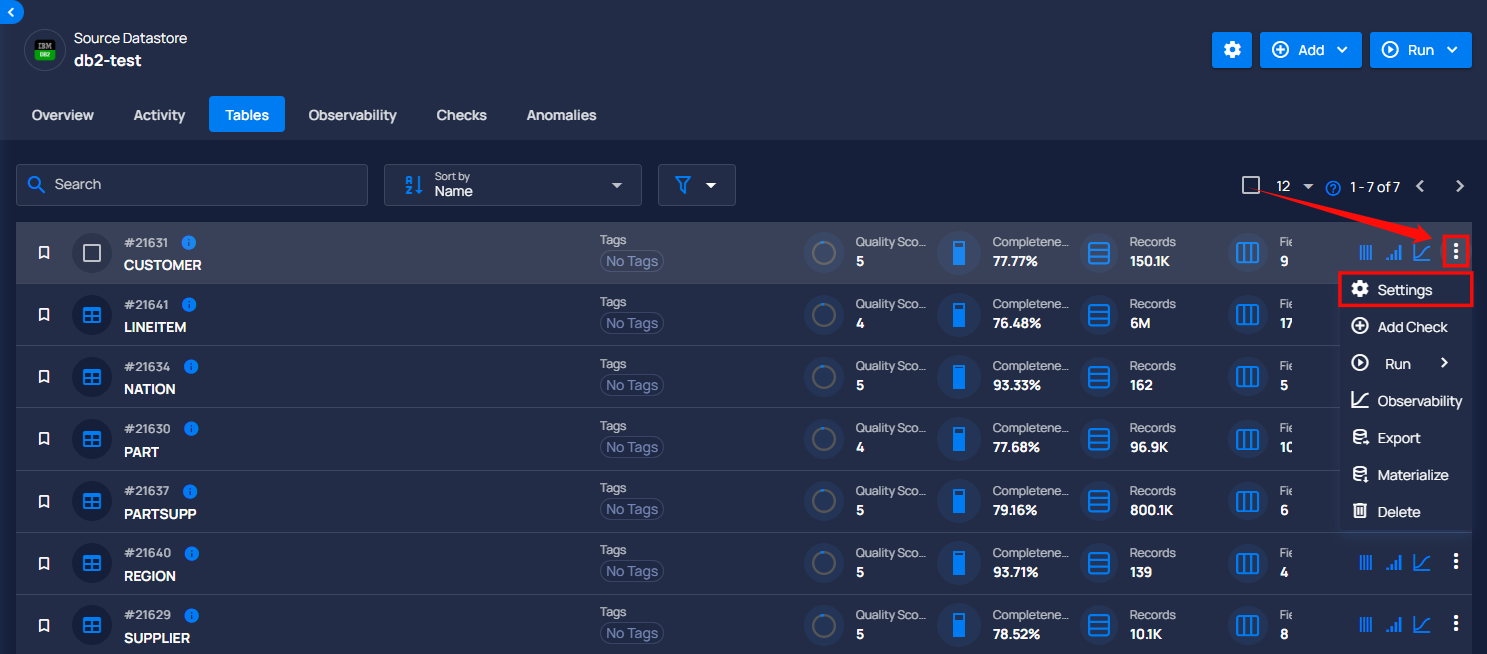 Source Datastore
IBM
DB2
db2-test
Add
Run
Overview
Activity
Tables
Observability
Checks
Anomalies
Search
Sort by
Name
12
1 - 7 of 7
#21631
CUSTOMER
Tags
No Tags
Quality Sco...
5
Completene...
77.77%
Records
150.1K
Fie
9
Settings
#21641
LINEITEM
Tags
No Tags
Quality Sco...
4
Completene...
76.48%
Records
6M
Fie
17
Add Check
#21634
NATION
Tags
No Tags
Quality Sco...
5
Completene...
93.33%
Records
162
Fie
5
Run
Observability
#21630
PART
Tags
No Tags
Quality Sco...
4
Completene...
77.68%
Records
96.9K
Fie
10
Export
Materialize
#21637
PARTSUPP
Tags
No Tags
Quality Sco...
5
Completene...
79.16%
Records
800.1K
Fie
6
Delete
#21640
REGION
Tags
No Tags
Quality Sco...
5
Completene...
93.71%
Records
139
Fie
4
#21629
SUPPLIER
Tags
No Tags
Quality Sco...
5
Completene...
78.52%
Records
10.1K
Fie
8